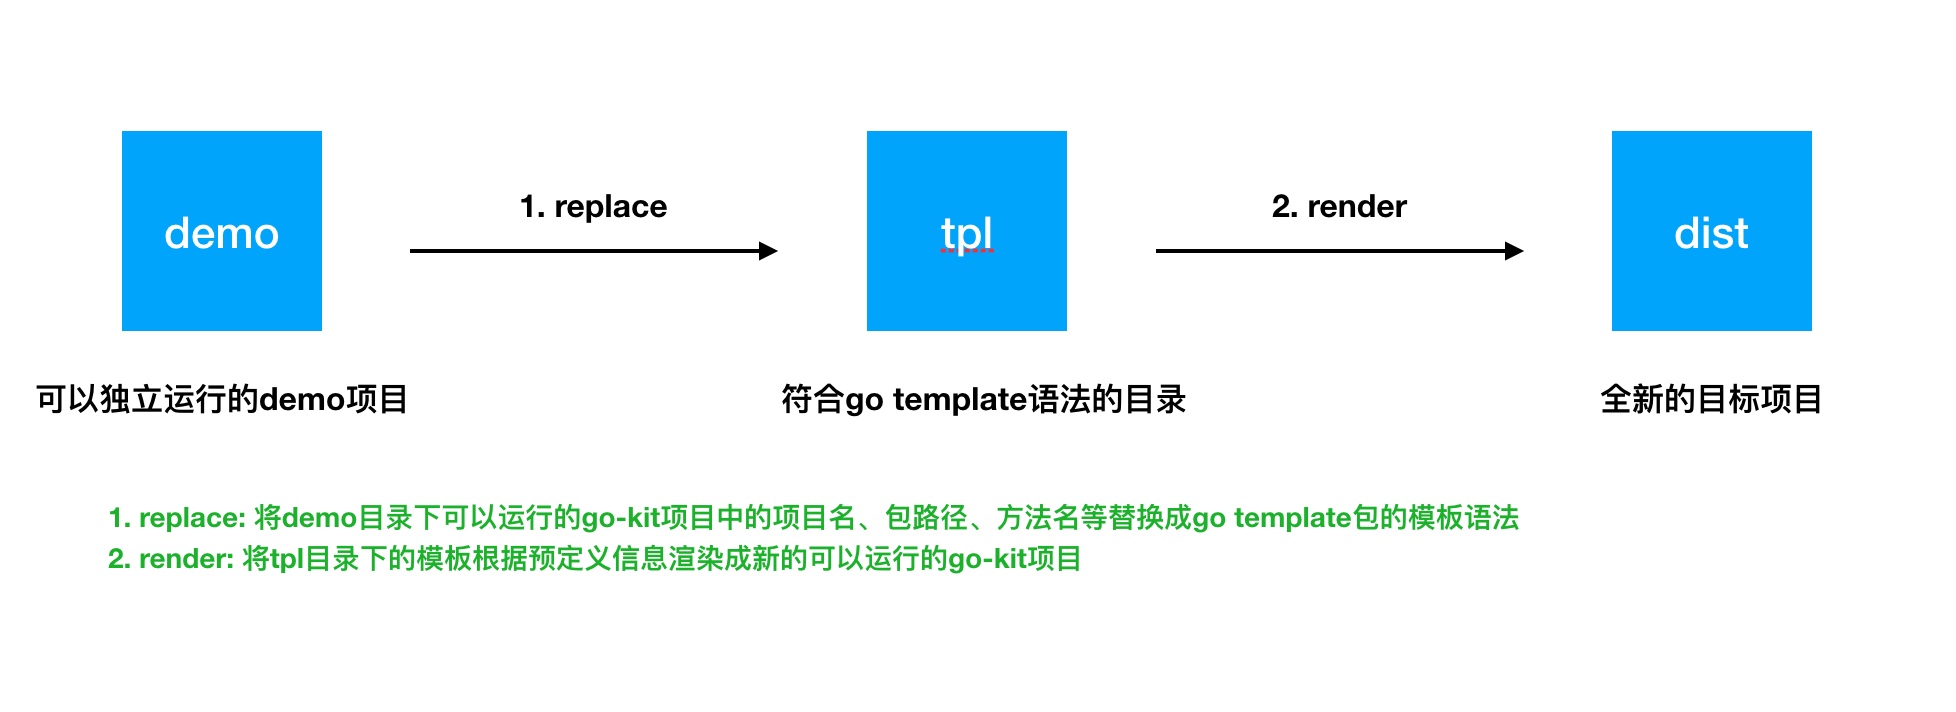 demo
1. replace
tpl
2. render
dist
可以独立运行的demo项目
符合go template语法的目录
全新的目标项目
1. replace: 将demo目录下可以运行的go-kit项目中的项目名、包路径、方法名等替换成go template包的模板语法
2. render: 将tpl目录下的模板根据预定义信息渲染成新的可以运行的go-kit项目